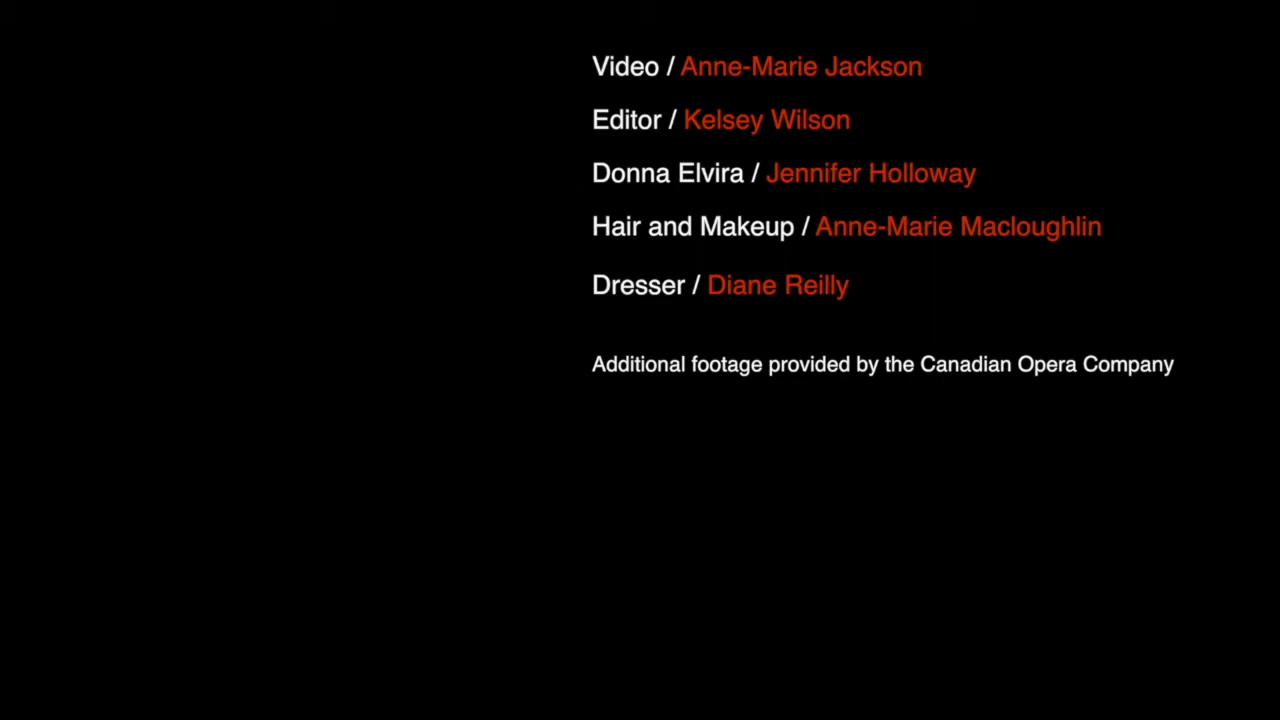 Video / Anne-Marie Jackson
Editor / Kelsey Wilson
Donna Elvira / Jennifer Holloway
Hair and Makeup / Anne-Marie Macloughlin
Dresser / Diane Reilly
Additional footage provided by the Canadian Opera Company